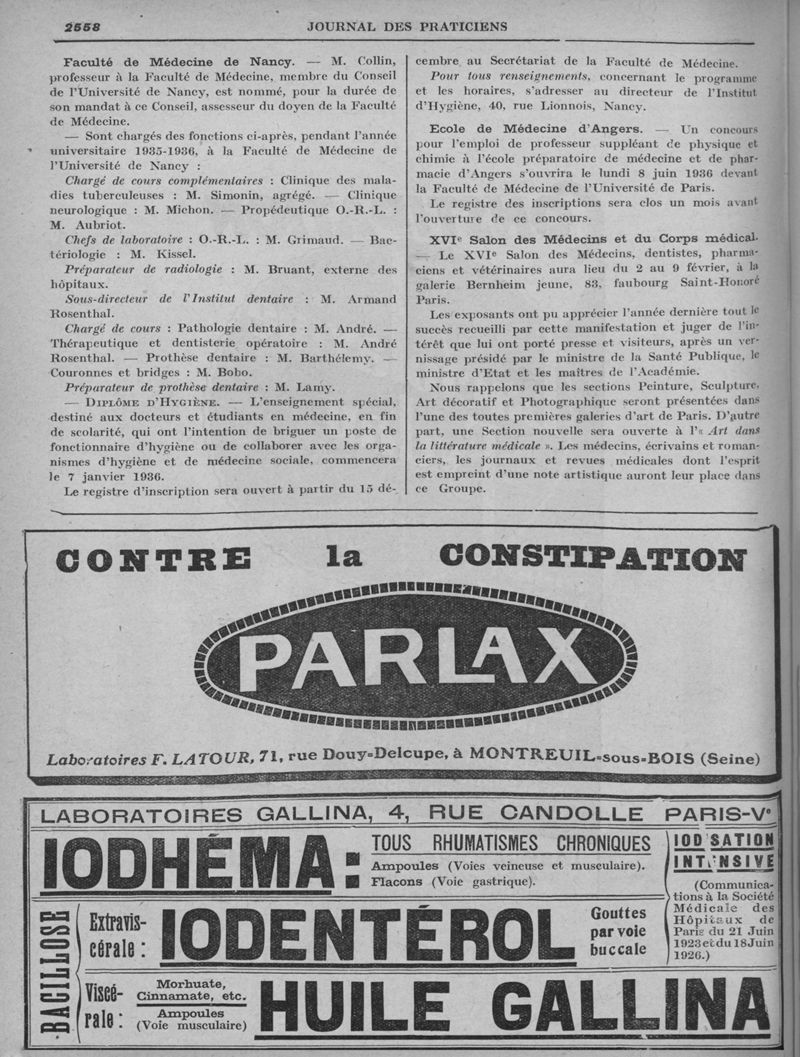 2558
JOURNAL DES PRATICIENS
Faculté de Médecine de Nancy. — M. Collin,
professeur à la Faculté de Médecine, membre du Conseil
de l'Université de Nancy, est nommé, pour la durée de
son mandat à ce Conseil, assesseur du doyen de la Faculté
de Médecine.
— Sont chargés des fonctions ci-après, pendant l'année
universitaire 1935-1936, à la Faculté de Médecine de
l'Université de Nancy :
Chargé de cours complémentaires : Clinique des mala-
dies tuberculeuses : M. Simonin, agrégé. — Clinique
neurologique : M. Michon. — Propédeutique O.-R.-L. :
M. Aubriot.
Chefs de laboratoire : O.-R.-L. : M. Grimaud. — Bac-
tériologie : M. Kissel.
Préparateur de radiologie : M. Bruant, externe des
hôpitaux.
Sous-directeur de l'Institut dentaire : M. Armand
Rosenthal.
Chargé de cours : Pathologie dentaire : M. André. —
Thérapeutique et dentisterie opératoire : M. André
Rosenthal. — Prothèse dentaire : M. Barthélemy. —
Couronnes et bridges : M. Bobo.
Préparateur de prothèse dentaire : M. Lamy.
— DIPLÔME D'HYGIÈNE. — L'enseignement spécial,
destiné aux docteurs et étudiants en médecine, en fin
de scolarité, qui ont l'intention de briguer un poste de
fonctionnaire d'hygiène ou de collaborer avec les orga-
nismes d'hygiène et de médecine sociale, commencera
le 7 janvier 1936.
Le registre d'inscription sera ouvert à partir du 15 dé-
cembre au Secrétariat de la Faculté de Médecine.
Pour tous renseignements, concernant le programme
et les horaires, s'adresser au directeur de l'Institut
d'Hygiène, 40, rue Lionnois, Nancy.
Ecole de Médecine d'Angers. — Un concours
pour l'emploi de professeur suppléant de physique et
chimie à l'école préparatoire de médecine et de phar-
macie d'Angers s'ouvrira le lundi 8 juin 1936 devant
la Faculté de Médecine de l'Université de Paris.
Le registre des inscriptions sera clos un mois avant
l'ouverture de ce concours.
XVIe Salon des Médecins et du Corps médical.
— Le XVIe Salon des Médecins, dentistes, pharma-
ciens et vétérinaires aura lieu du 2 au 9 février, à la
galerie Bernheim jeune, 83, faubourg Saint-Honoré
Paris.
Les exposants ont pu apprécier l'année dernière tout le
succès recueilli par cette manifestation et juger de l'in-
térêt que lui ont porté presse et visiteurs, après un ver-
nissage présidé par le ministre de la Santé Publique, le
ministre d'Etat et les maîtres de l'Académie.
Nous rappelons que les sections Peinture, Sculpture,
Art décoratif et Photographique seront présentées dans
l'une des toutes premières galeries d'art de Paris. D'autre
part, une Section nouvelle sera ouverte à l'« Art dans
la littérature médicale ». Les médecins, écrivains et roman-
ciers, les journaux et revues médicales dont l'esprit
est empreint d'une note artistique auront leur place dans
ce Groupe.
CONTRE la CONSTIPATION
PARLAX
Laboratoires F. LATOUR, 71, rue Douy-Delcupe, à MONTREUIL-sous-BOIS (Seine)
LABORATOIRES GALLINA, 4, RUE CANDOLLE PARIS-Ve
IODHÉMA :
TOUS RHUMATISMES CHRONIQUES
Ampoules (Voies veineuse et musculaire).
Flacons (Voie gastrique).
IODISATION
INTENSIVE
(Communica-
tions à la Société
Médicale des
Hôpitaux de
Paris du 21 Juin
1923 et du 18 Juin
1926.)
BACILLOSE
Extravis-
cérale :
IODENTÉROL
Gouttes
par voie
buccale
Viscé-
rale :
Morhuate,
Cinnamate, etc.
Ampoules
(Voie musculaire)
HUILE GALLINA